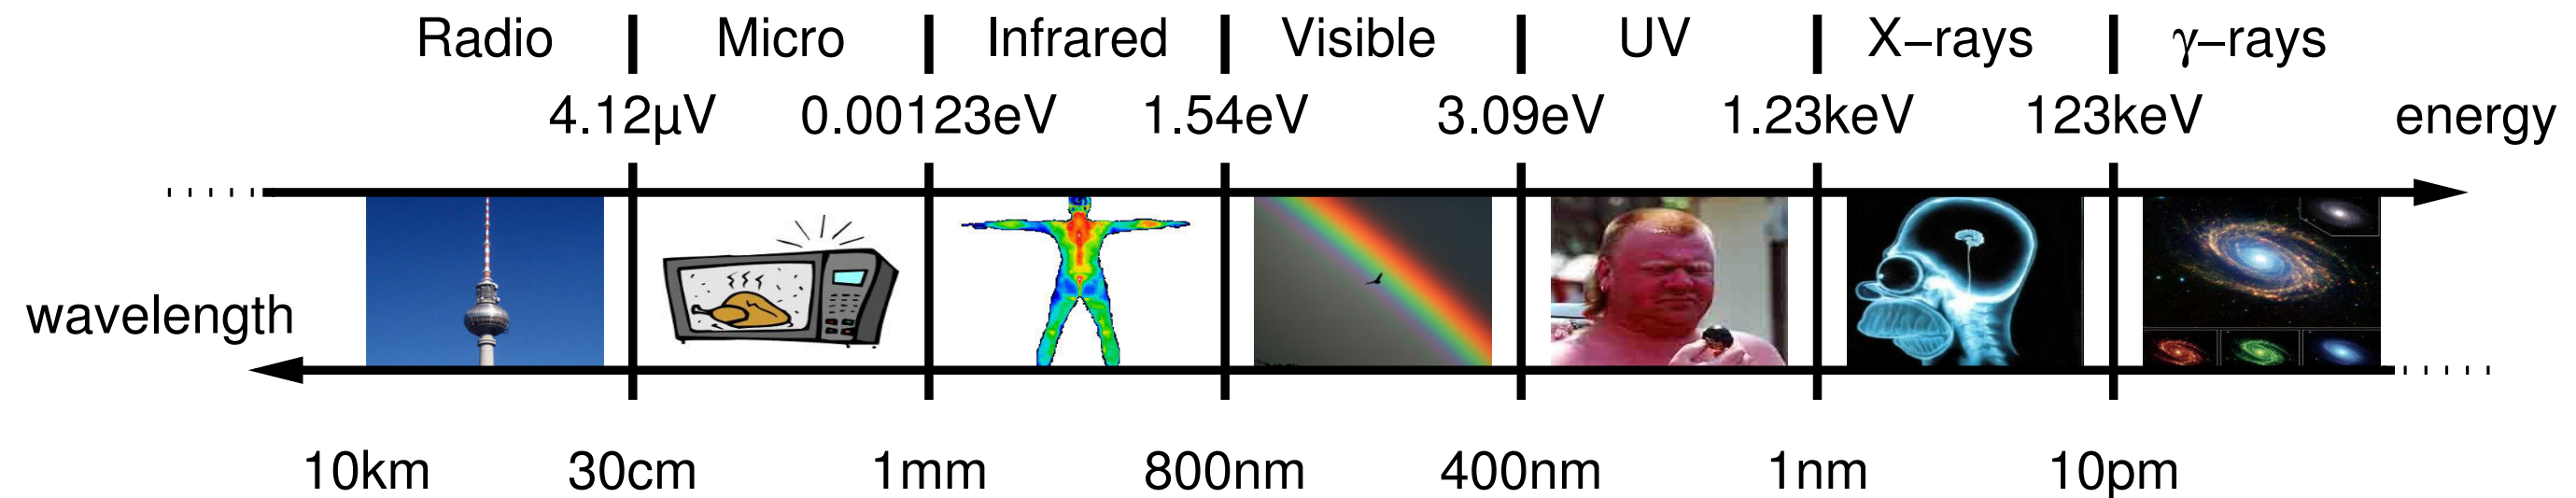 Radio Micro Infrared Visible UV X–rays γ–rays
4.12µV 0.00123eV 1.54eV 3.09eV 1.23keV 123keV energy
wavelength
10km 30cm 1mm 800nm 400nm 1nm 10pm